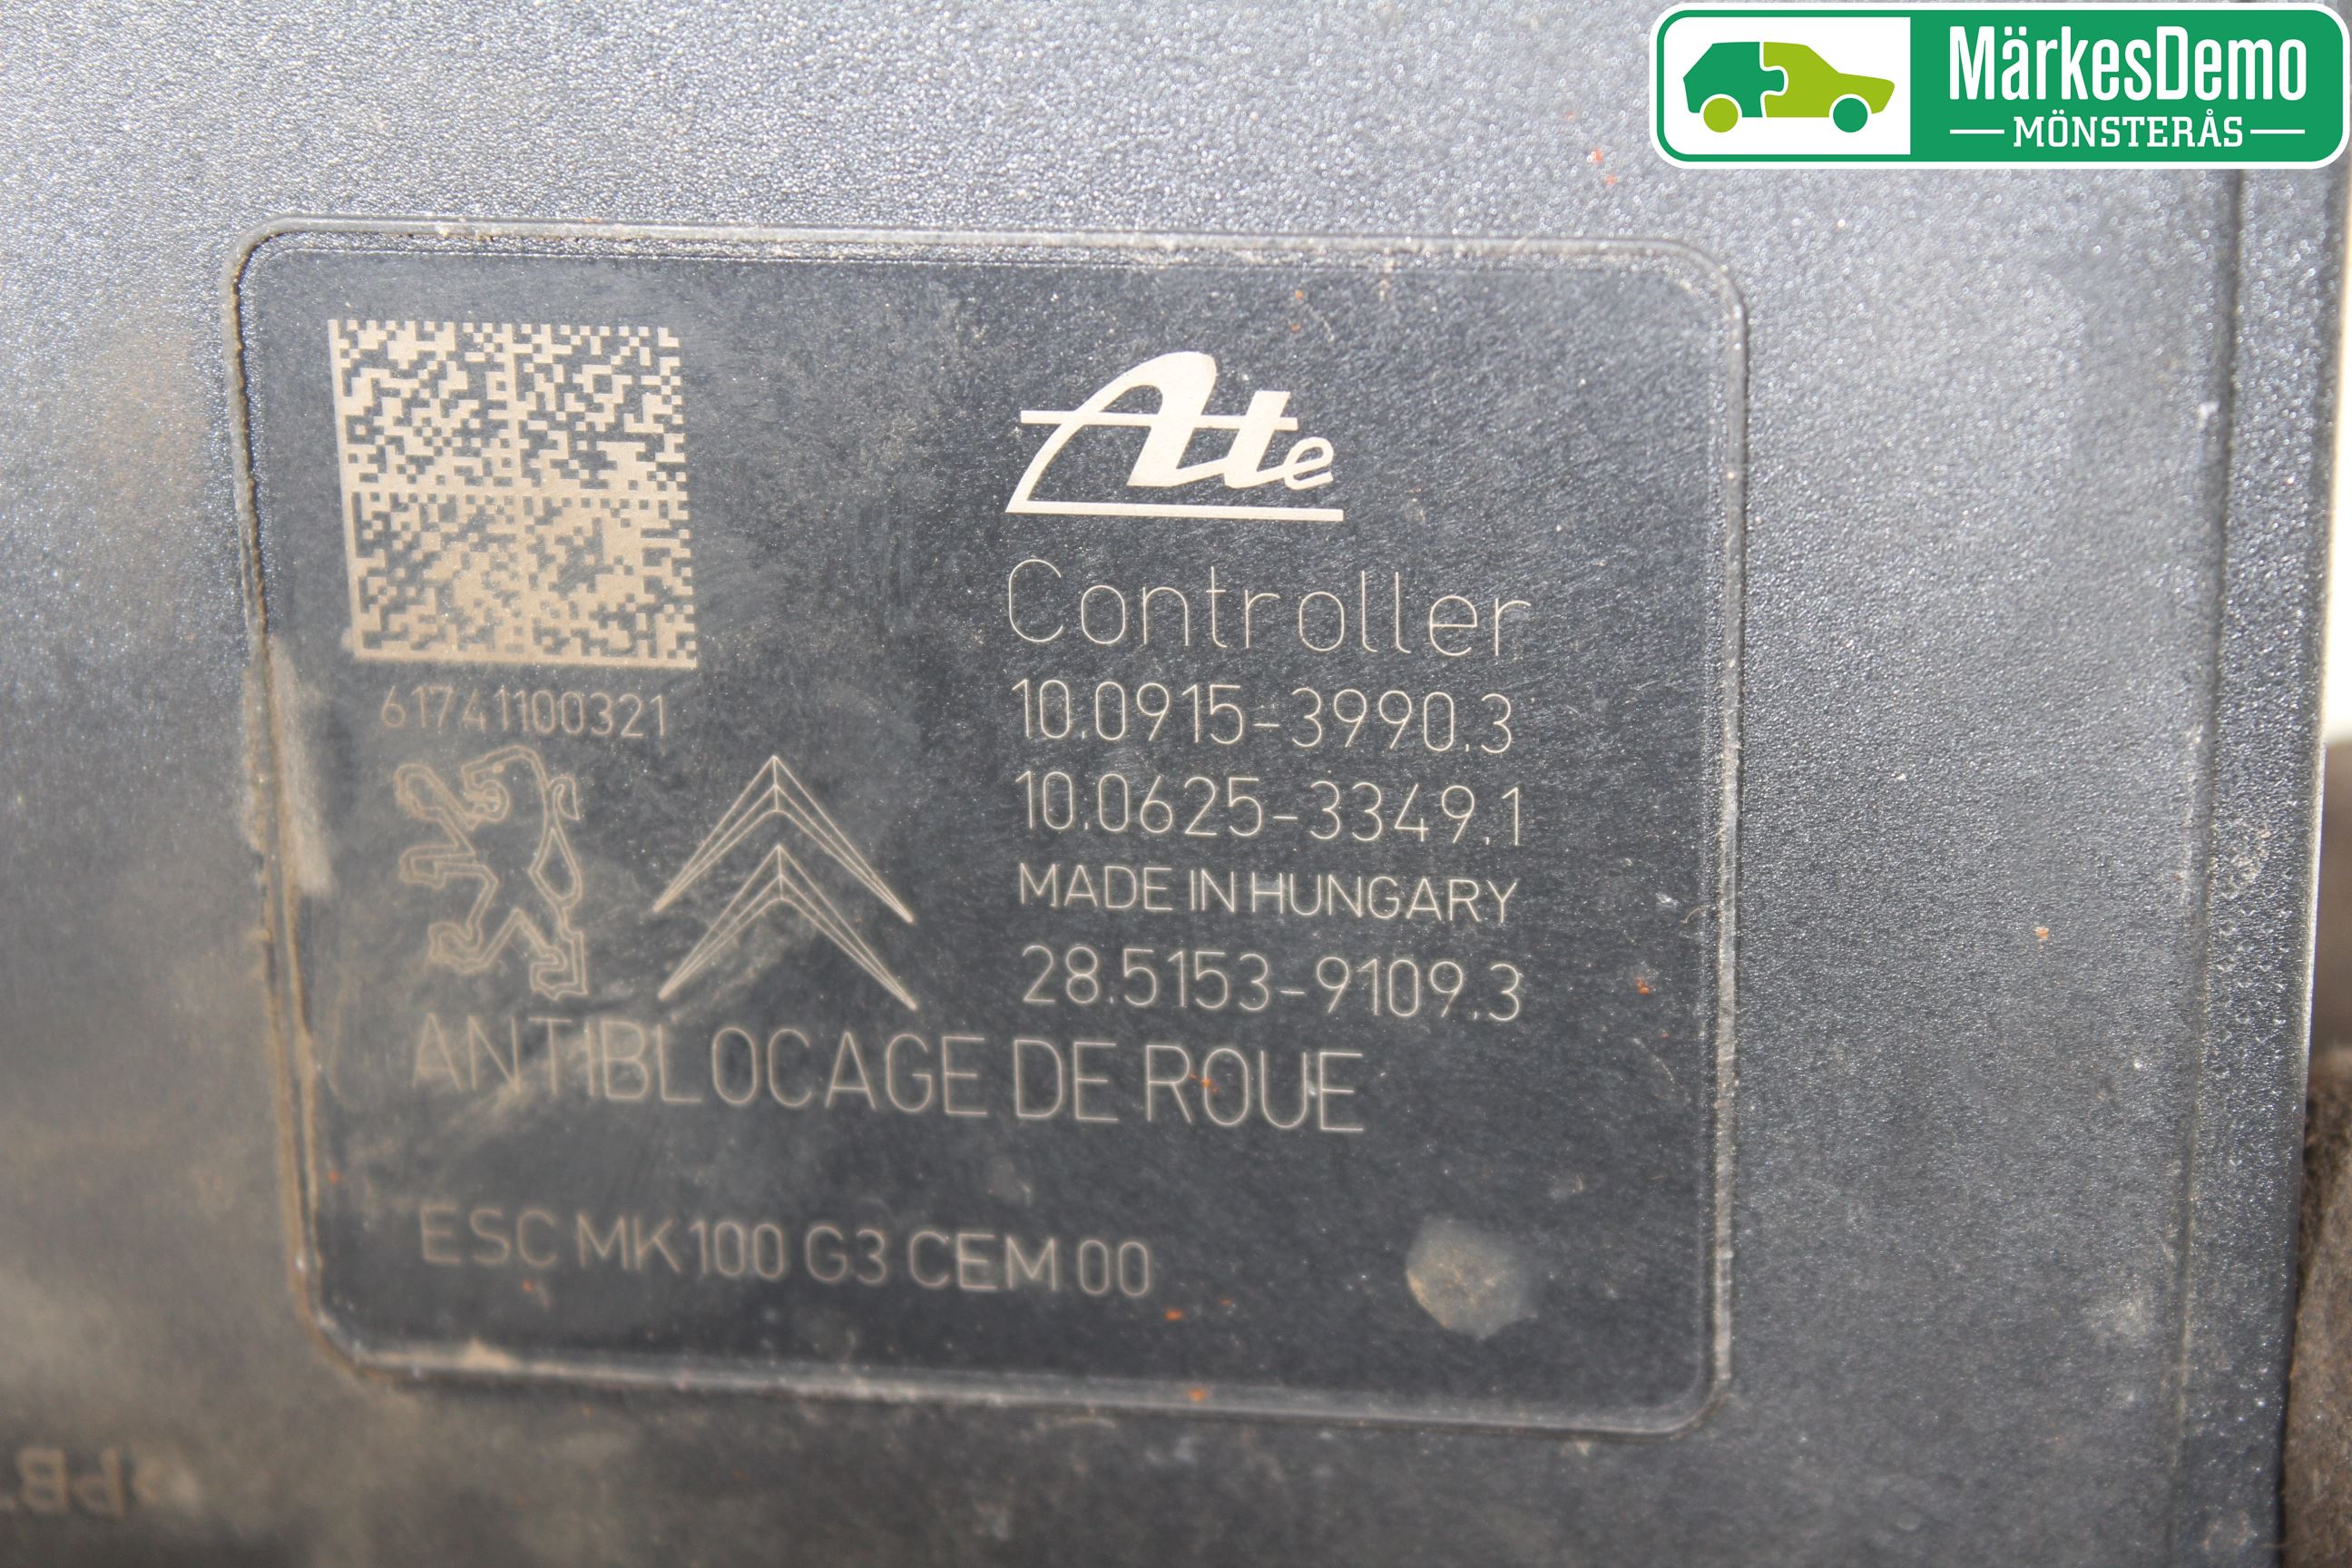 MärkesDemo
MÖNSTERÅS
Ate
Controller
61741100321
10.0915-3990.3
10.0625-3349.1
MADE IN HUNGARY
28.5153-9109.3
ANTIBLOCAGE DE ROUE
ESC MK100 G3 CEM 00